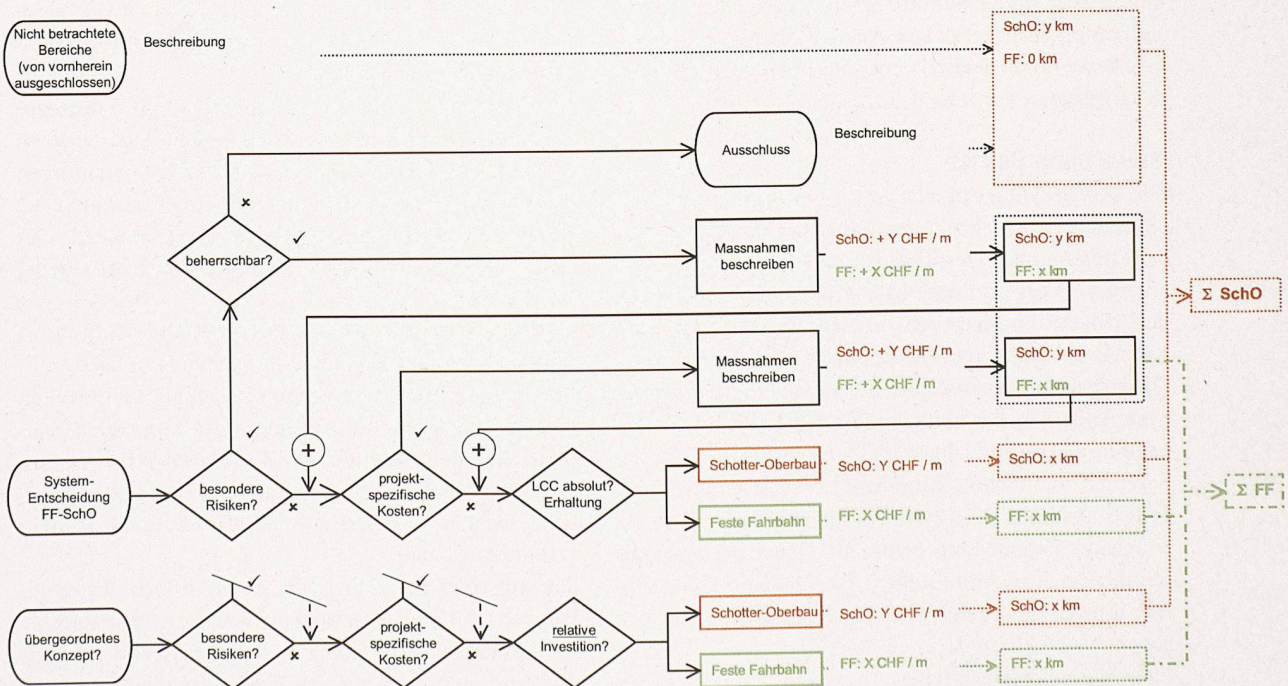 Nicht betrachtete
Bereiche
(von vornherein
ausgeschlossen)
Beschreibung
SchO: y km
FF: 0 km
Ausschluss
Beschreibung
beherrschbar?
Massnahmen
beschreiben
SchO: + Y CHF / m
FF: + X CHF / m
SchO: y km
FF: x km
Σ SchO
Massnahmen
beschreiben
SchO: + Y CHF / m
FF: + X CHF / m
SchO: y km
FF: x km
System-
Entscheidung
FF-SchO
besondere
Risiken?
+
projekt-
spezifische
Kosten?
+
LCC absolut?
Erhaltung
Schotter-Oberbau
SchO: Y CHF / m
SchO: x km
Feste Fahrbahn
FF: X CHF / m
FF: x km
Σ FF
übergeordnetes
Konzept?
besondere
Risiken?
projekt-
spezifische
Kosten?
relative
Investition?
Schotter-Oberbau
SchO: Y CHF / m
SchO: x km
Feste Fahrbahn
FF: X CHF / m
FF: x km